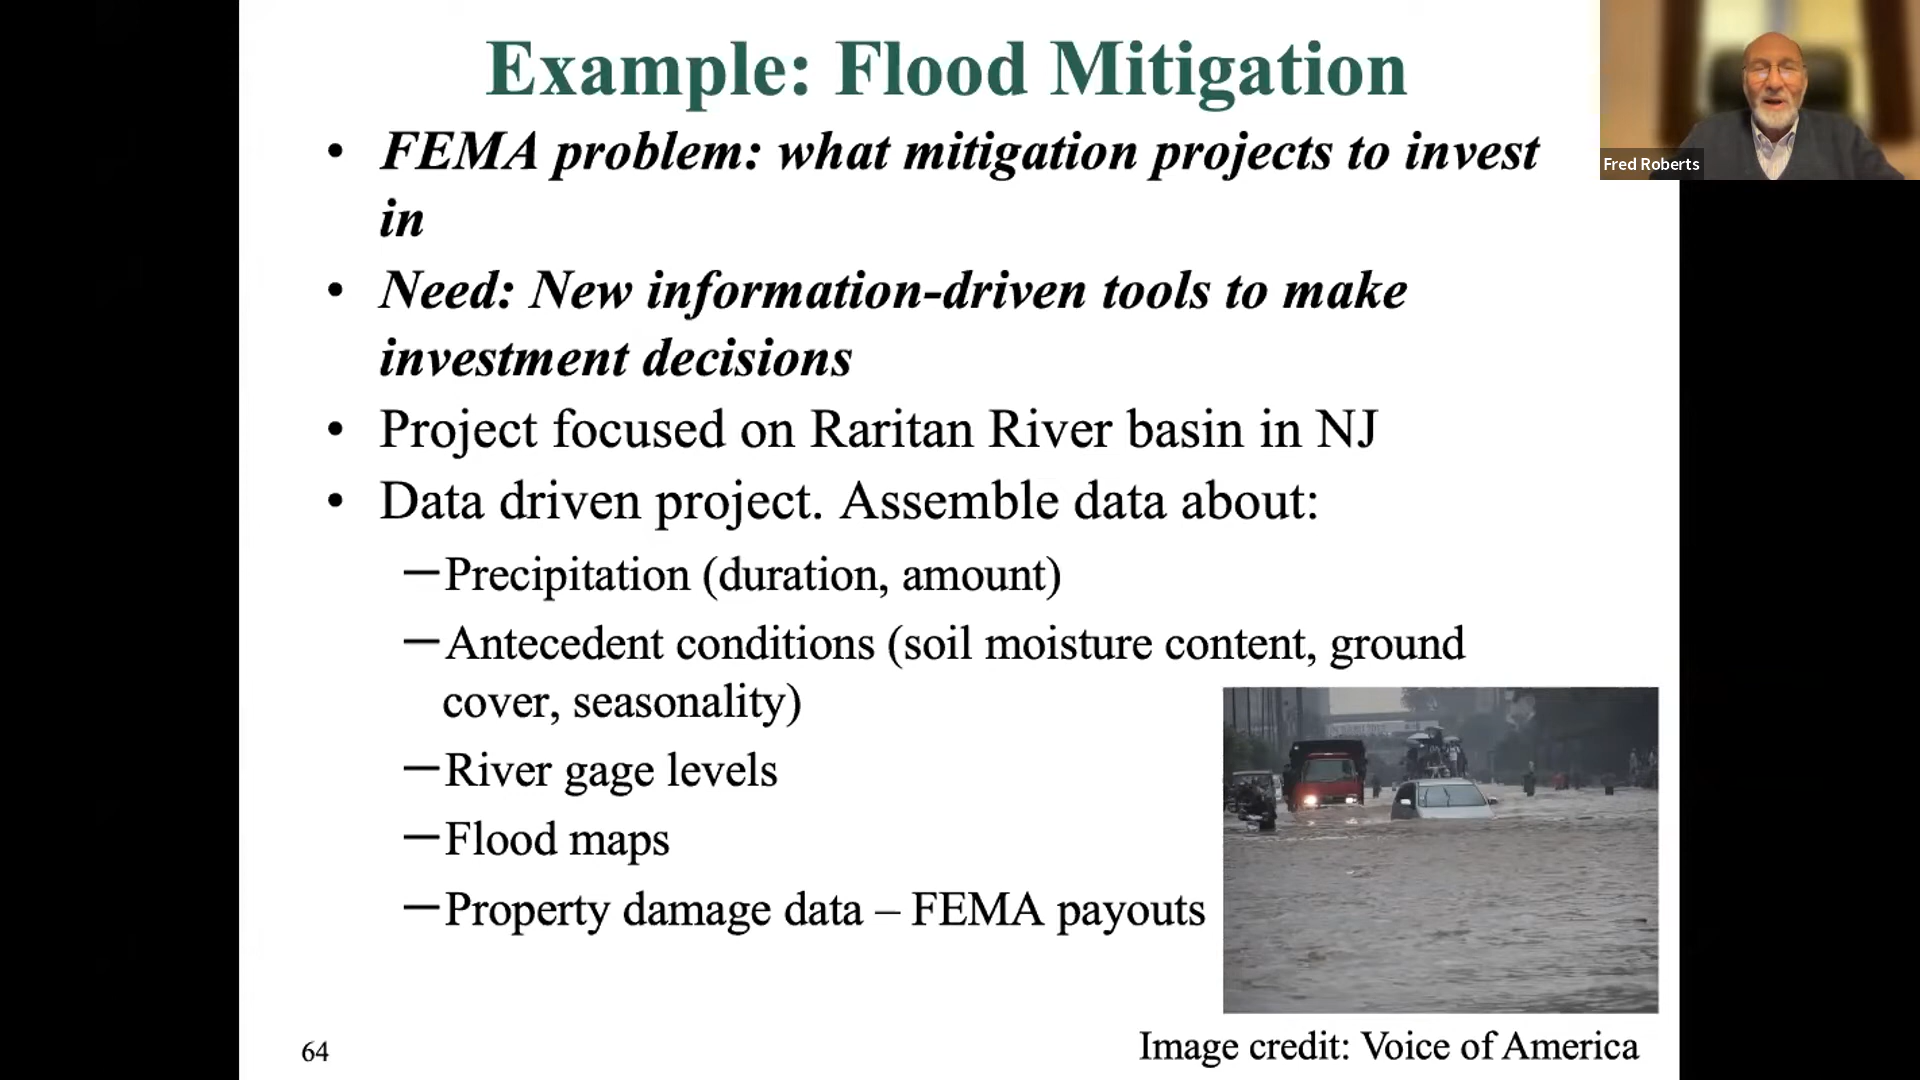 Example: Flood Mitigation
Fred Roberts
• FEMA problem: what mitigation projects to invest
in
• Need: New information-driven tools to make
investment decisions
• Project focused on Raritan River basin in NJ
• Data driven project. Assemble data about:
—Precipitation (duration, amount)
—Antecedent conditions (soil moisture content, ground
cover, seasonality)
—River gage levels
—Flood maps
—Property damage data – FEMA payouts
Image credit: Voice of America
64